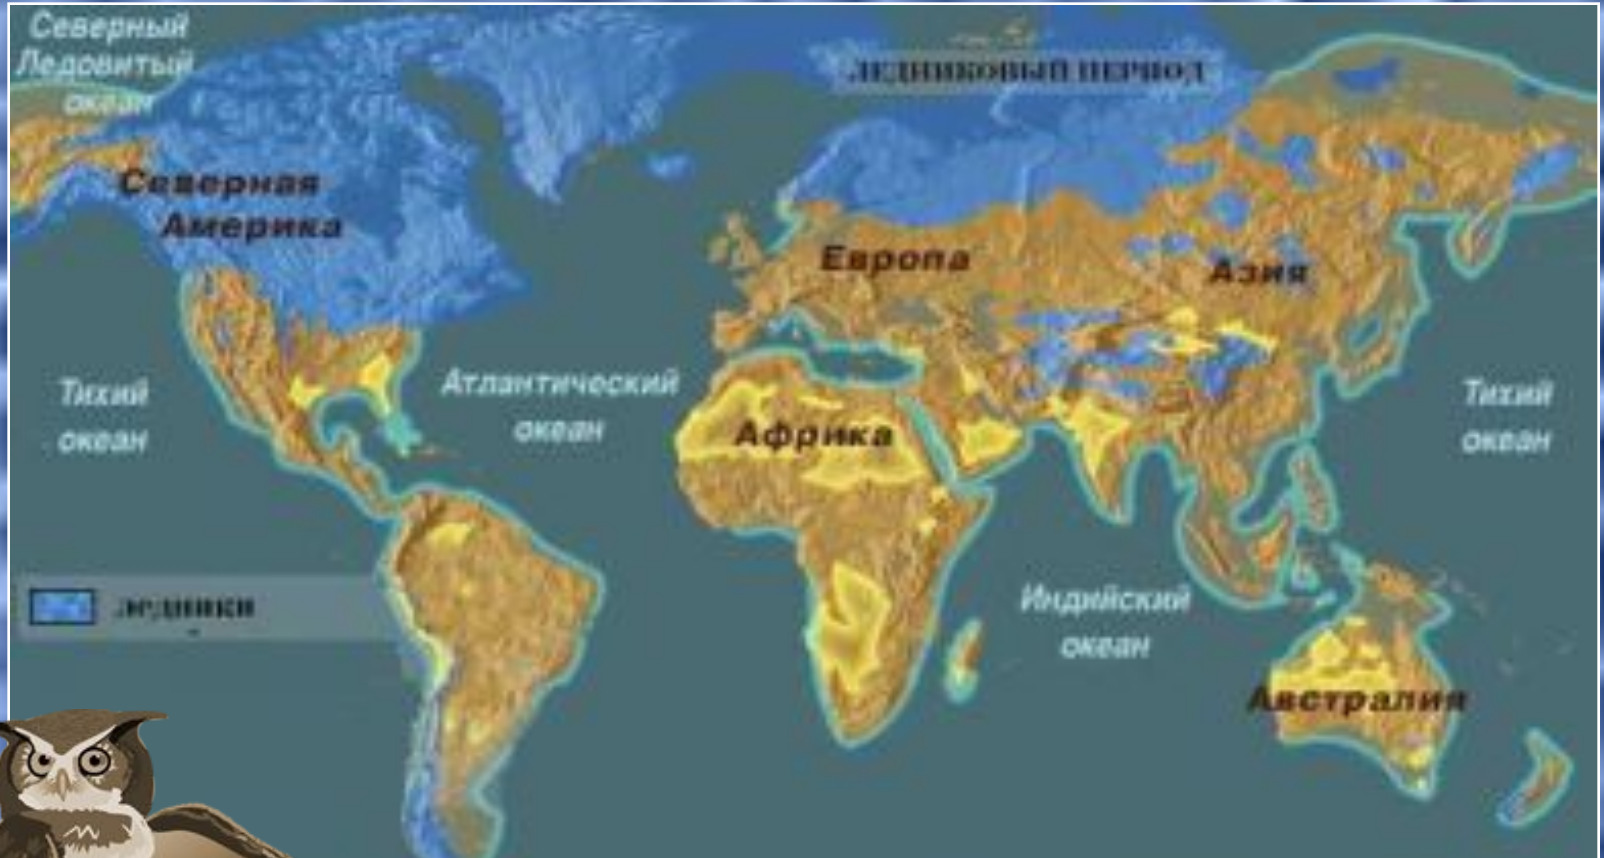 Северный
Ледовитый
океан
ЛЕДНИКОВЫЙ ПЕРИОД
Северная
Америка
Европа
Азия
Тихий
океан
Атлантический
океан
Африка
Тихий
океан
Индийский
океан
ледники
Австралия